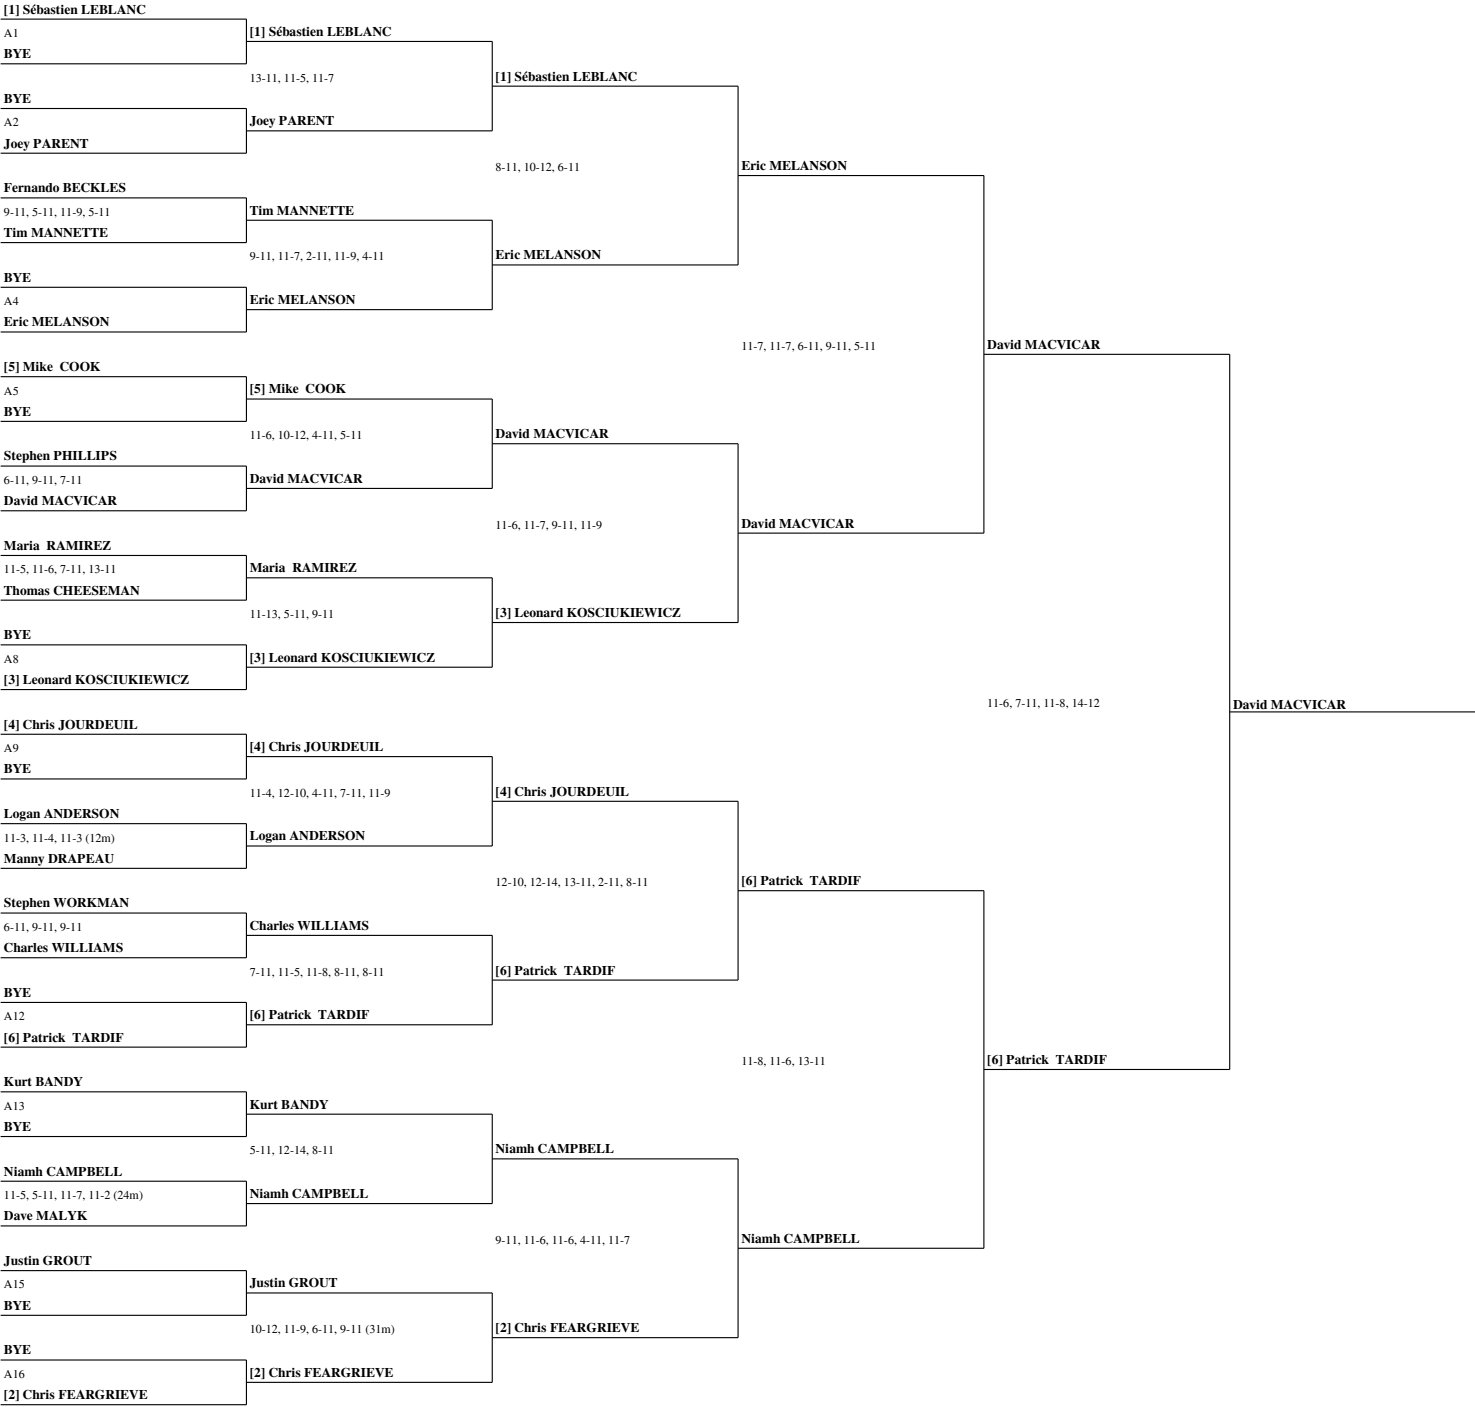 [1] Sébastien LEBLANC
A1
BYE
BYE
A2
Joey PARENT
Fernando BECKLES
9-11, 5-11, 11-9, 5-11
Tim MANNETTE
BYE
A4
Eric MELANSON
[5] Mike  COOK
A5
BYE
Stephen PHILLIPS
6-11, 9-11, 7-11
David MACVICAR
Maria  RAMIREZ
11-5, 11-6, 7-11, 13-11
Thomas CHEESEMAN
BYE
A8
[3] Leonard KOSCIUKIEWICZ
[4] Chris JOURDEUIL
A9
BYE
Logan ANDERSON
11-3, 11-4, 11-3 (12m)
Manny DRAPEAU
Stephen WORKMAN
6-11, 9-11, 9-11
Charles WILLIAMS
BYE
A12
[6] Patrick  TARDIF
Kurt BANDY
A13
BYE
Niamh CAMPBELL
11-5, 5-11, 11-7, 11-2 (24m)
Dave MALYK
Justin GROUT
A15
BYE
BYE
A16
[2] Chris FEARGRIEVE
[1] Sébastien LEBLANC
13-11, 11-5, 11-7
Joey PARENT
Tim MANNETTE
9-11, 11-7, 2-11, 11-9, 4-11
Eric MELANSON
[5] Mike  COOK
11-6, 10-12, 4-11, 5-11
David MACVICAR
Maria  RAMIREZ
11-13, 5-11, 9-11
[3] Leonard KOSCIUKIEWICZ
[4] Chris JOURDEUIL
11-4, 12-10, 4-11, 7-11, 11-9
Logan ANDERSON
Charles WILLIAMS
7-11, 11-5, 11-8, 8-11, 8-11
[6] Patrick  TARDIF
Kurt BANDY
5-11, 12-14, 8-11
Niamh CAMPBELL
Justin GROUT
10-12, 11-9, 6-11, 9-11 (31m)
[2] Chris FEARGRIEVE
[1] Sébastien LEBLANC
8-11, 10-12, 6-11
Eric MELANSON
David MACVICAR
11-6, 11-7, 9-11, 11-9
[3] Leonard KOSCIUKIEWICZ
[4] Chris JOURDEUIL
12-10, 12-14, 13-11, 2-11, 8-11
[6] Patrick  TARDIF
Niamh CAMPBELL
9-11, 11-6, 11-6, 4-11, 11-7
[2] Chris FEARGRIEVE
Eric MELANSON
11-7, 11-7, 6-11, 9-11, 5-11
David MACVICAR
[6] Patrick  TARDIF
11-8, 11-6, 13-11
Niamh CAMPBELL
David MACVICAR
11-6, 7-11, 11-8, 14-12
[6] Patrick  TARDIF
David MACVICAR